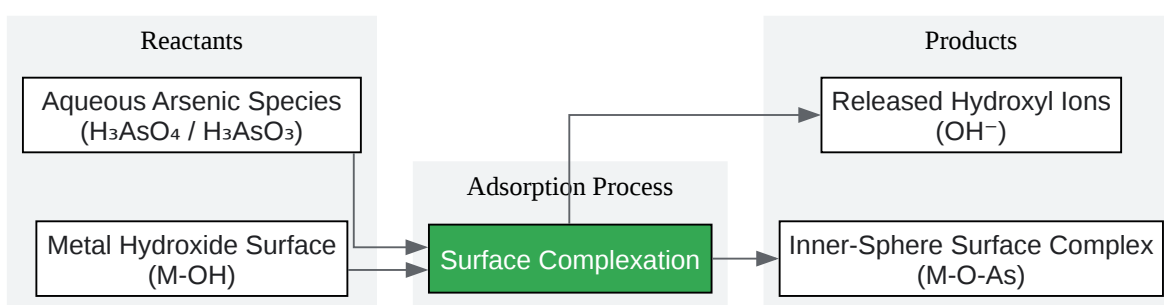 Reactants
Aqueous Arsenic Species
(H₃AsO₄ / H₃AsO₃)
Metal Hydroxide Surface
(M-OH)
Adsorption Process
Surface Complexation
Products
Released Hydroxyl Ions
(OH⁻)
Inner-Sphere Surface Complex
(M-O-As)